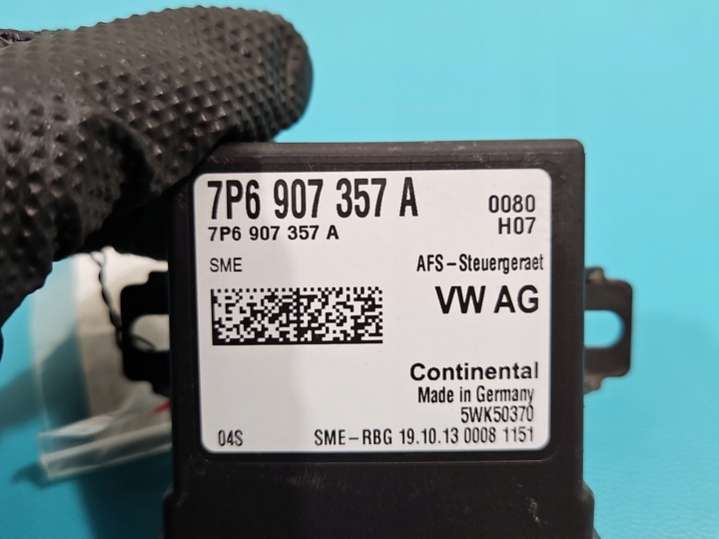 7P6 907 357 A
7P6 907 357 A
0080
H07
SME
AFS-Steuergeraet
VW AG
Continental
Made in Germany
5WK50370
04S SME-RBG 19.10.13 0008 1151